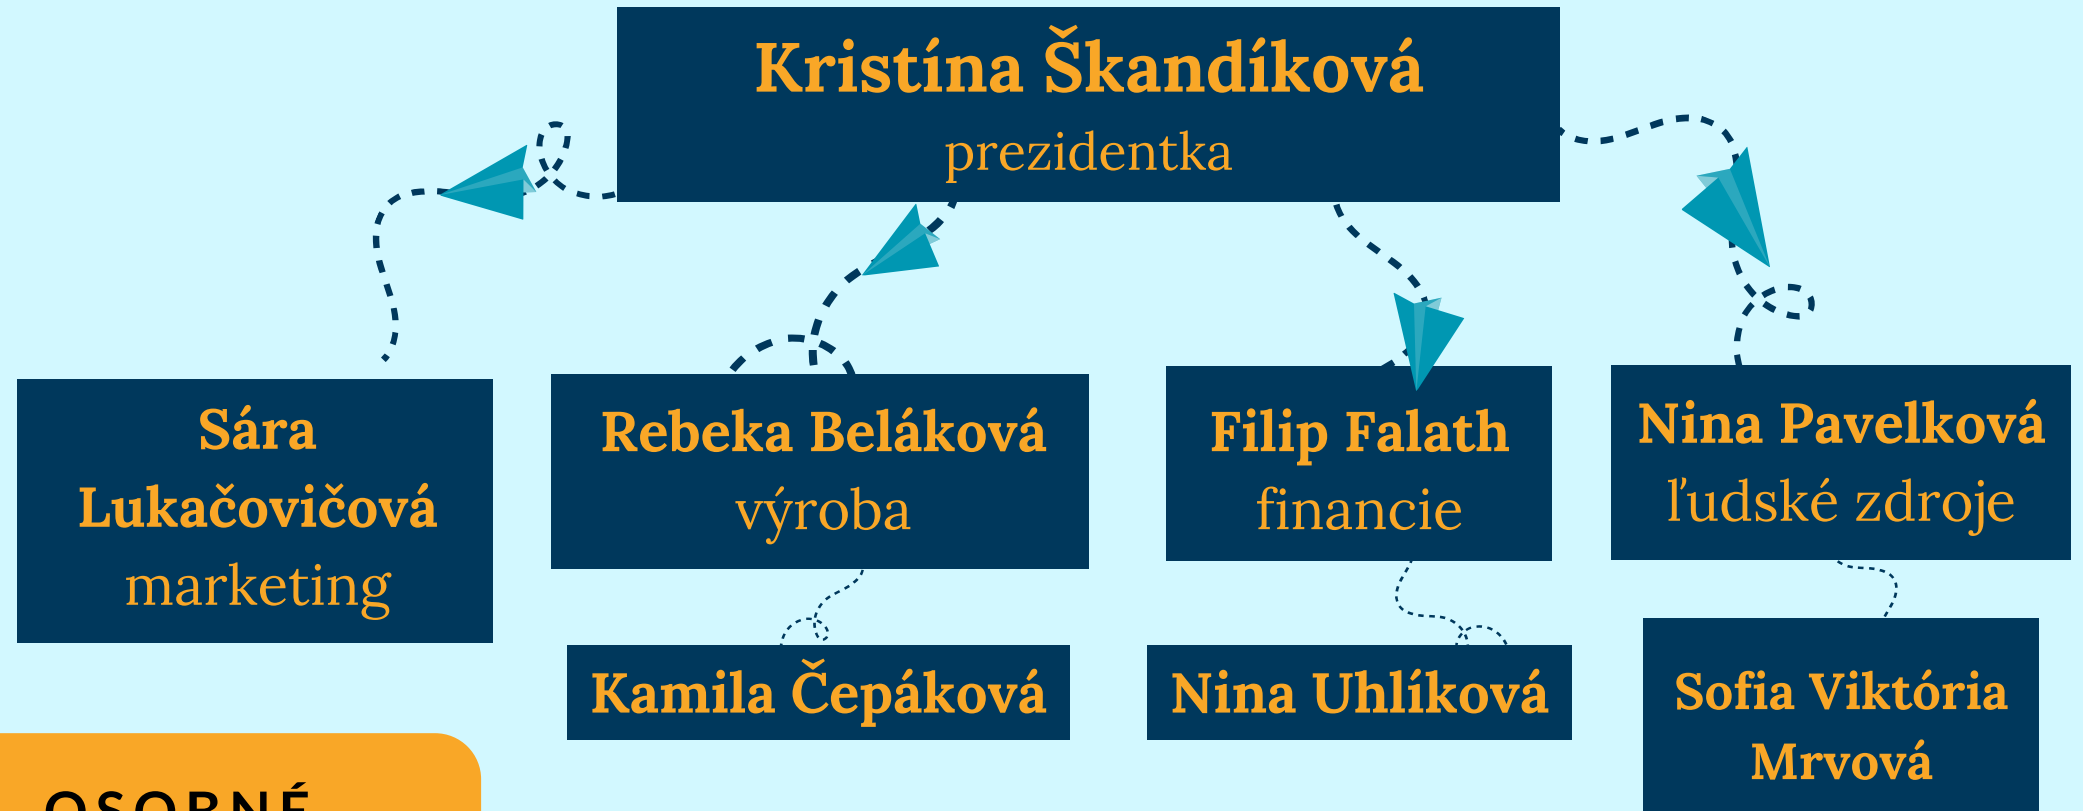 Kristína Škandíková
prezidentka
Sára
Lukačovičová
marketing
Rebeka Beláková
výroba
Filip Falath
financie
Nina Pavelková
ľudské zdroje
Kamila Čepáková
Nina Uhlíková
Sofia Viktória
Mrvová
OSOBNÉ